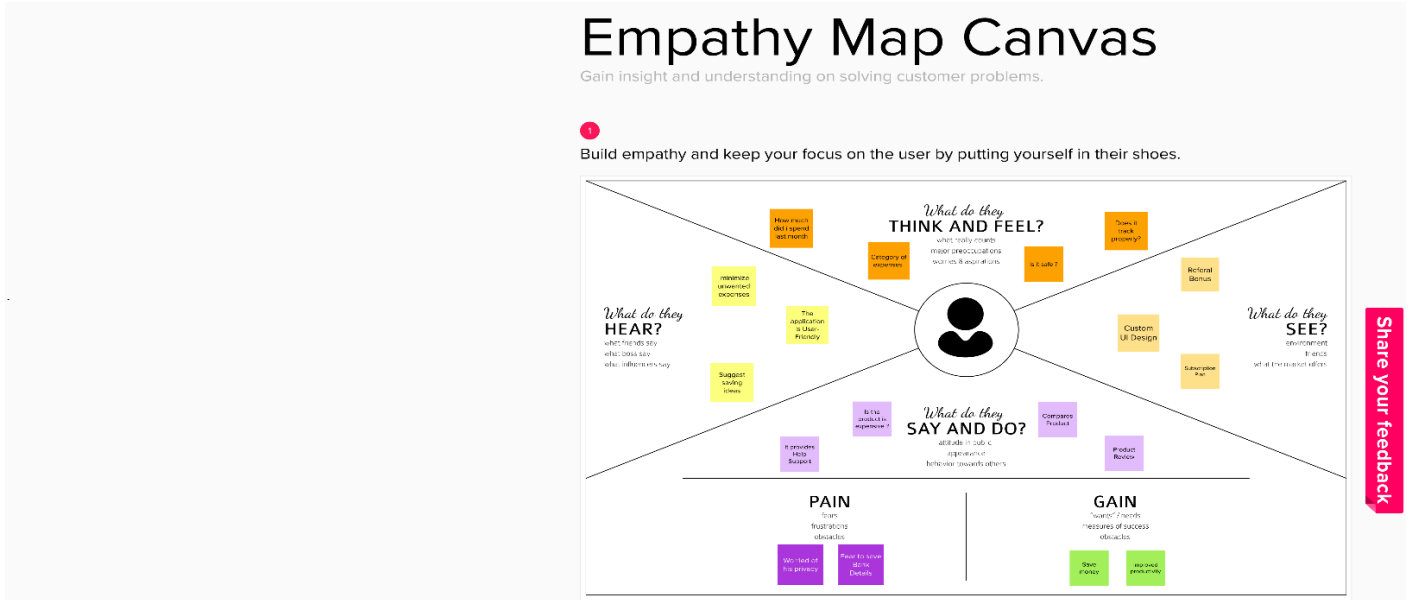 Empathy Map Canvas
Gain insight and understanding on solving customer problems.
1
Build empathy and keep your focus on the user by putting yourself in their shoes.
What do they
THINK AND FEEL?
what really counts
major preoccupations
worries & aspirations
How much
did i spend
last month
Category of
expenses
Is it safe ?
Does it
track
properly?
What do they
HEAR?
what friends say
what boss say
what influencers say
minimize
unwanted
expenses
The
application
is User-
Friendly
Suggest
saving
ideas
What do they
SEE?
environment
friends
what the market offers
Referal
Bonus
Custom
UI Design
Subscription
Plan
What do they
SAY AND DO?
attitude in public
appearance
behavior towards others
Is the
product is
expensive ?
It provides
Help
Support
Compares
Product
Product
Review
PAIN
fears
frustrations
obstacles
Worried of
his privacy
Fear to save
Bank
Details
GAIN
"wants" / needs
measures of success
obstacles
Save
money
Improved
productivity
Share your feedback